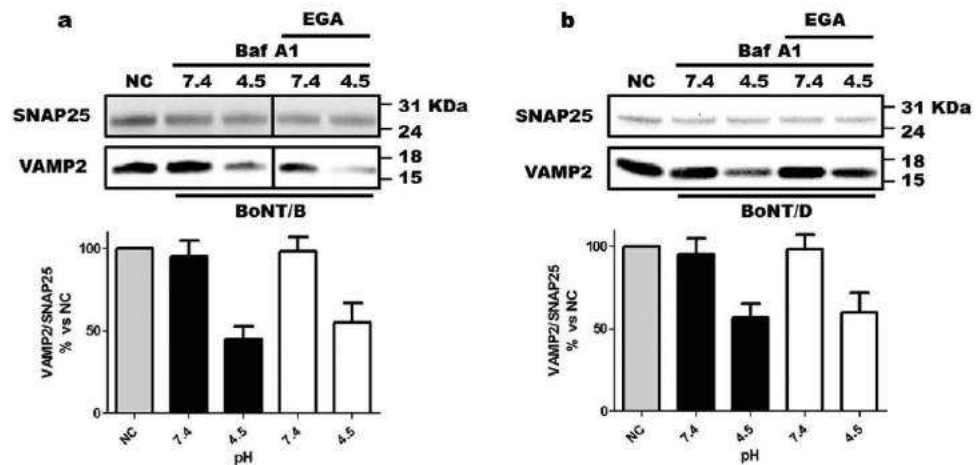 a
EGA
Baf A1
NC 7.4 4.5 7.4 4.5
SNAP25
31 KDa
24
VAMP2
18
15
BoNT/B
VAMP2/SNAP25
% vs NC
100
50
0
NC 7.4 4.5 7.4 4.5
pH
b
EGA
Baf A1
NC 7.4 4.5 7.4 4.5
SNAP25
31 KDa
24
VAMP2
18
15
BoNT/D
VAMP2/SNAP25
% vs NC
100
50
0
NC 7.4 4.5 7.4 4.5
pH